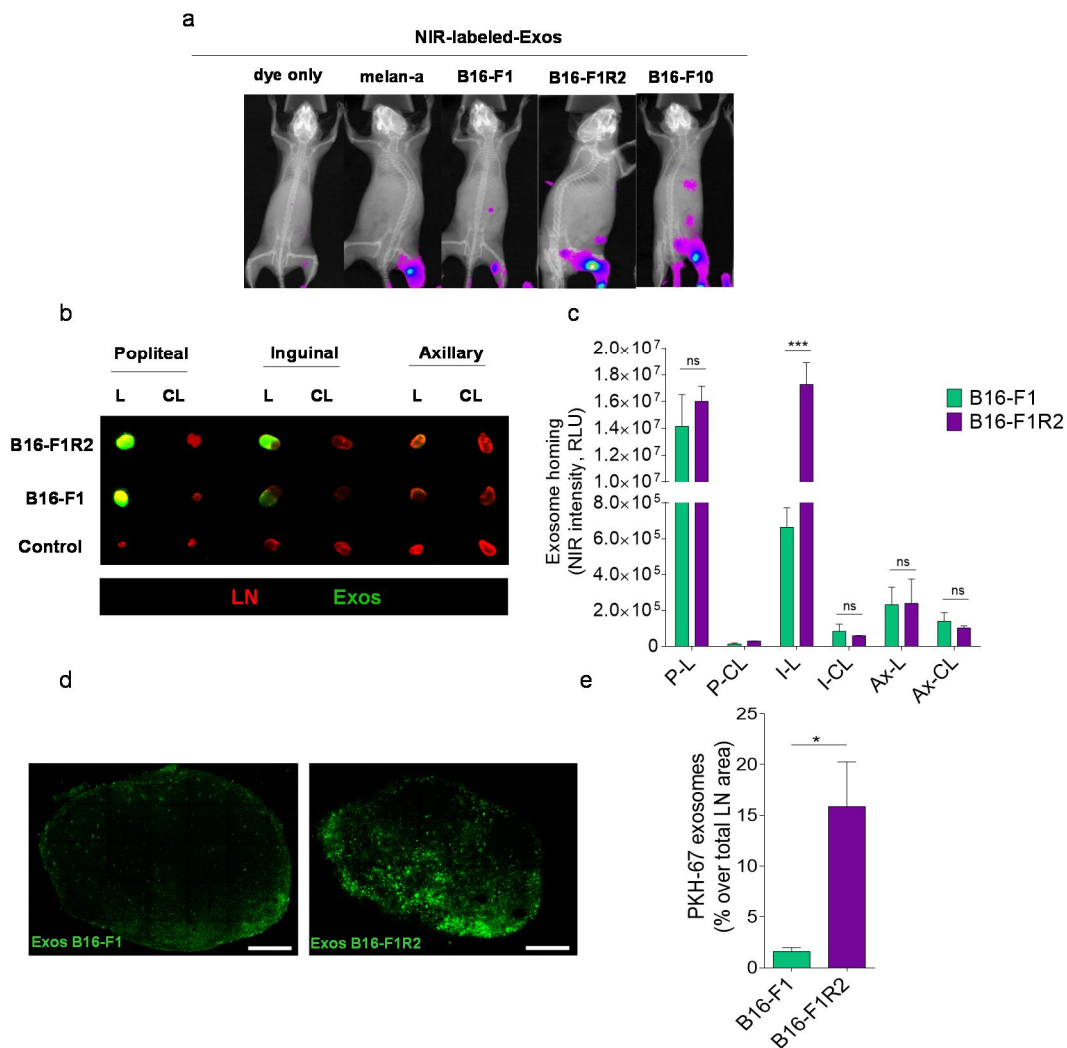 a
NIR-labeled-Exos
dye only melan-a B16-F1 B16-F1R2 B16-F10
b
Popliteal Inguinal Axillary
L CL L CL L CL
B16-F1R2
B16-F1
Control
LN Exos
c
Exosome homing
(NIR intensity, RLU)
2.0×10⁷
1.8×10⁷
1.6×10⁷
1.4×10⁷
1.2×10⁷
1.0×10⁷
8.0×10⁵
6.0×10⁵
4.0×10⁵
2.0×10⁵
0
ns *** ns ns ns
P-L P-CL I-L I-CL Ax-L Ax-CL
B16-F1
B16-F1R2
d
Exos B16-F1 Exos B16-F1R2
e
PKH-67 exosomes
(% over total LN area)
25
20
15
10
5
0
*
B16-F1 B16-F1R2